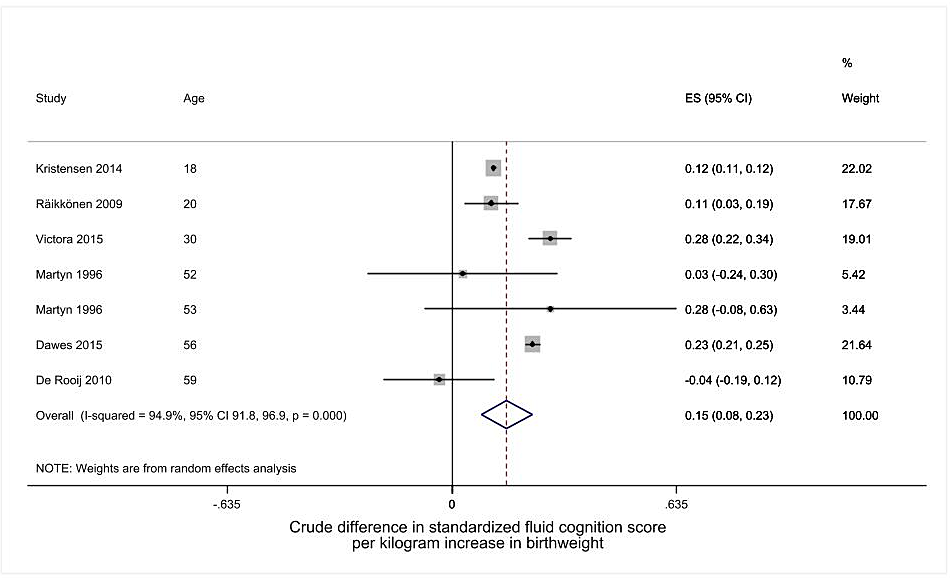 %
Study Age ES (95% CI) Weight
Kristensen 2014 18 0.12 (0.11, 0.12) 22.02
Räikkönen 2009 20 0.11 (0.03, 0.19) 17.67
Victora 2015 30 0.28 (0.22, 0.34) 19.01
Martyn 1996 52 0.03 (-0.24, 0.30) 5.42
Martyn 1996 53 0.28 (-0.08, 0.63) 3.44
Dawes 2015 56 0.23 (0.21, 0.25) 21.64
De Rooij 2010 59 -0.04 (-0.19, 0.12) 10.79
Overall (I-squared = 94.9%, 95% CI 91.8, 96.9, p = 0.000) 0.15 (0.08, 0.23) 100.00
NOTE: Weights are from random effects analysis
-.635 0 .635
Crude difference in standardized fluid cognition score
per kilogram increase in birthweight